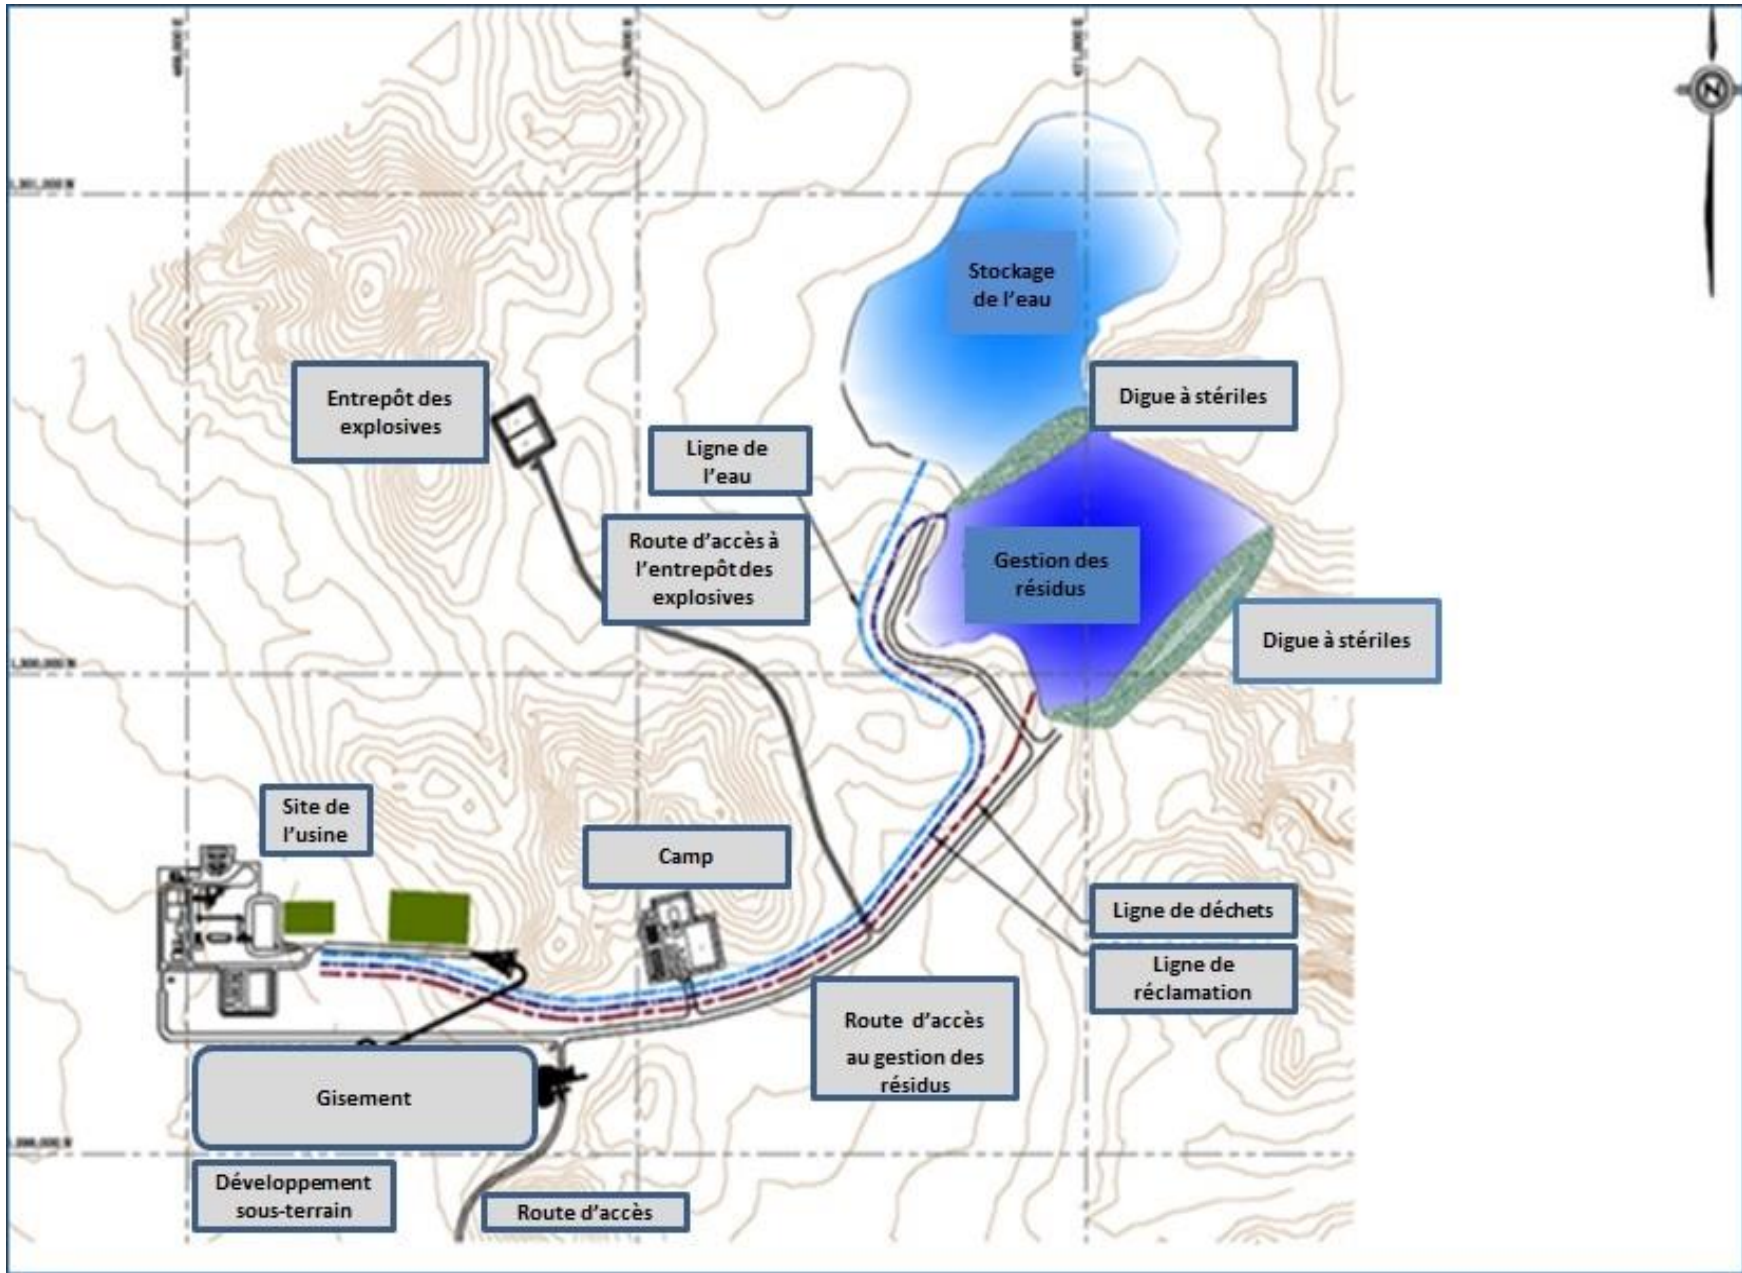 N
Stockage
de l'eau
Entrepôt des
explosives
Digue à stériles
Ligne de
l'eau
Route d'accès à
l'entrepôt des
explosives
Gestion des
résidus
Digue à stériles
Site de
l'usine
Camp
Ligne de déchets
Ligne de
réclamation
Route d'accès
au gestion des
résidus
Gisement
Développement
sous-terrain
Route d'accès